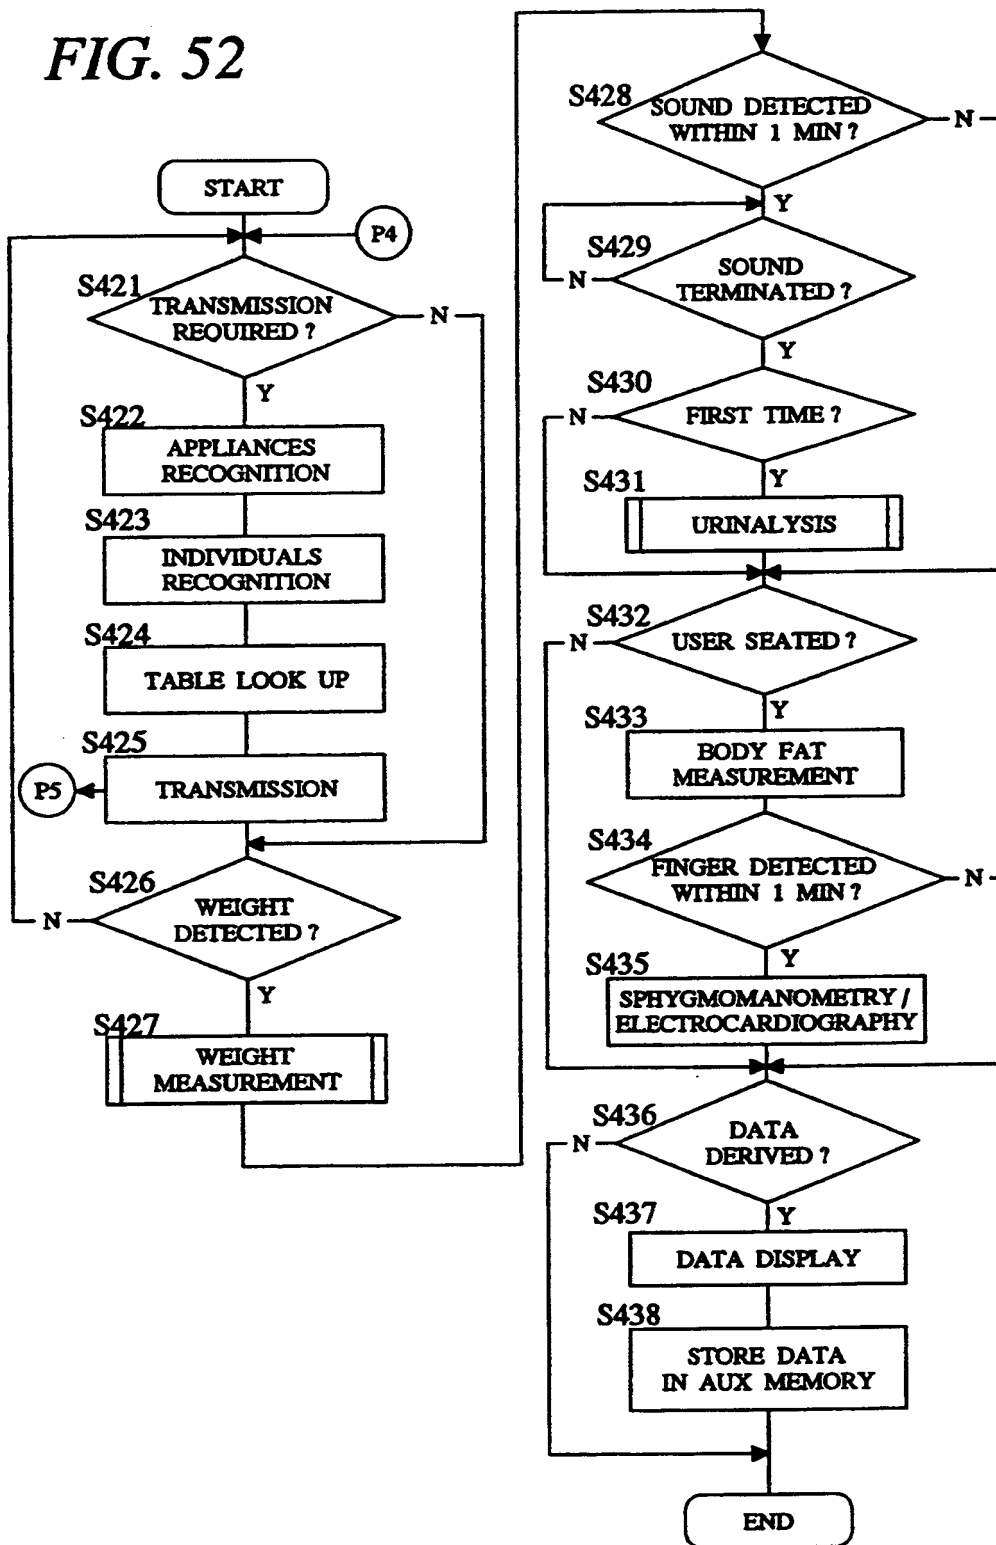 FIG. 52
START
P4
S421
TRANSMISSION
REQUIRED ?
N
Y
S422
APPLIANCES
RECOGNITION
S423
INDIVIDUALS
RECOGNITION
S424
TABLE LOOK UP
S425
TRANSMISSION
P5
S426
WEIGHT
DETECTED ?
N
Y
S427
WEIGHT
MEASUREMENT
S428
SOUND DETECTED
WITHIN 1 MIN ?
N
Y
S429
SOUND
TERMINATED ?
N
Y
S430
FIRST TIME ?
N
Y
S431
URINALYSIS
S432
USER SEATED ?
N
Y
S433
BODY FAT
MEASUREMENT
S434
FINGER DETECTED
WITHIN 1 MIN ?
N
Y
S435
SPHYGMOMANOMETRY /
ELECTROCARDIOGRAPHY
S436
DATA
DERIVED ?
N
Y
S437
DATA DISPLAY
S438
STORE DATA
IN AUX MEMORY
END